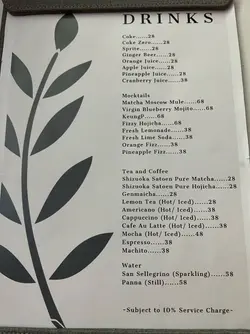 DRINKS
Coke......28
Coke Zero.....28
Sprite......28
Ginger Beer......28
Orange Juice......28
Apple Juice......28
Pineapple Juice......28
Cranberry Juice......38
Mocktails
Matcha Moscow Mule......68
Virgin Blueberry Mojito......68
KeungP......68
Fizzy Hojicha......68
Fresh Lemonade......38
Fresh Lime Soda......38
Orange Fizz......38
Pineapple Fizz......38
Tea and Coffee
Shizuoka Satoen Pure Matcha......58
Shizuoka Satoen Pure Hojicha......58
Genmaicha......28
Lemon Tea (Hot/ Iced)......28
Americano (Hot/ Iced)......38
Cappuccino (Hot/ Iced)......38
Cafe Au Latte (Hot/ Iced)......38
Mocha (Hot/ Iced)......48
Espresso......38
Machito......38
Water
San Sellegrino (Sparkling)......38
Panna (Still)......38
~Subject to 10% Service Charge~